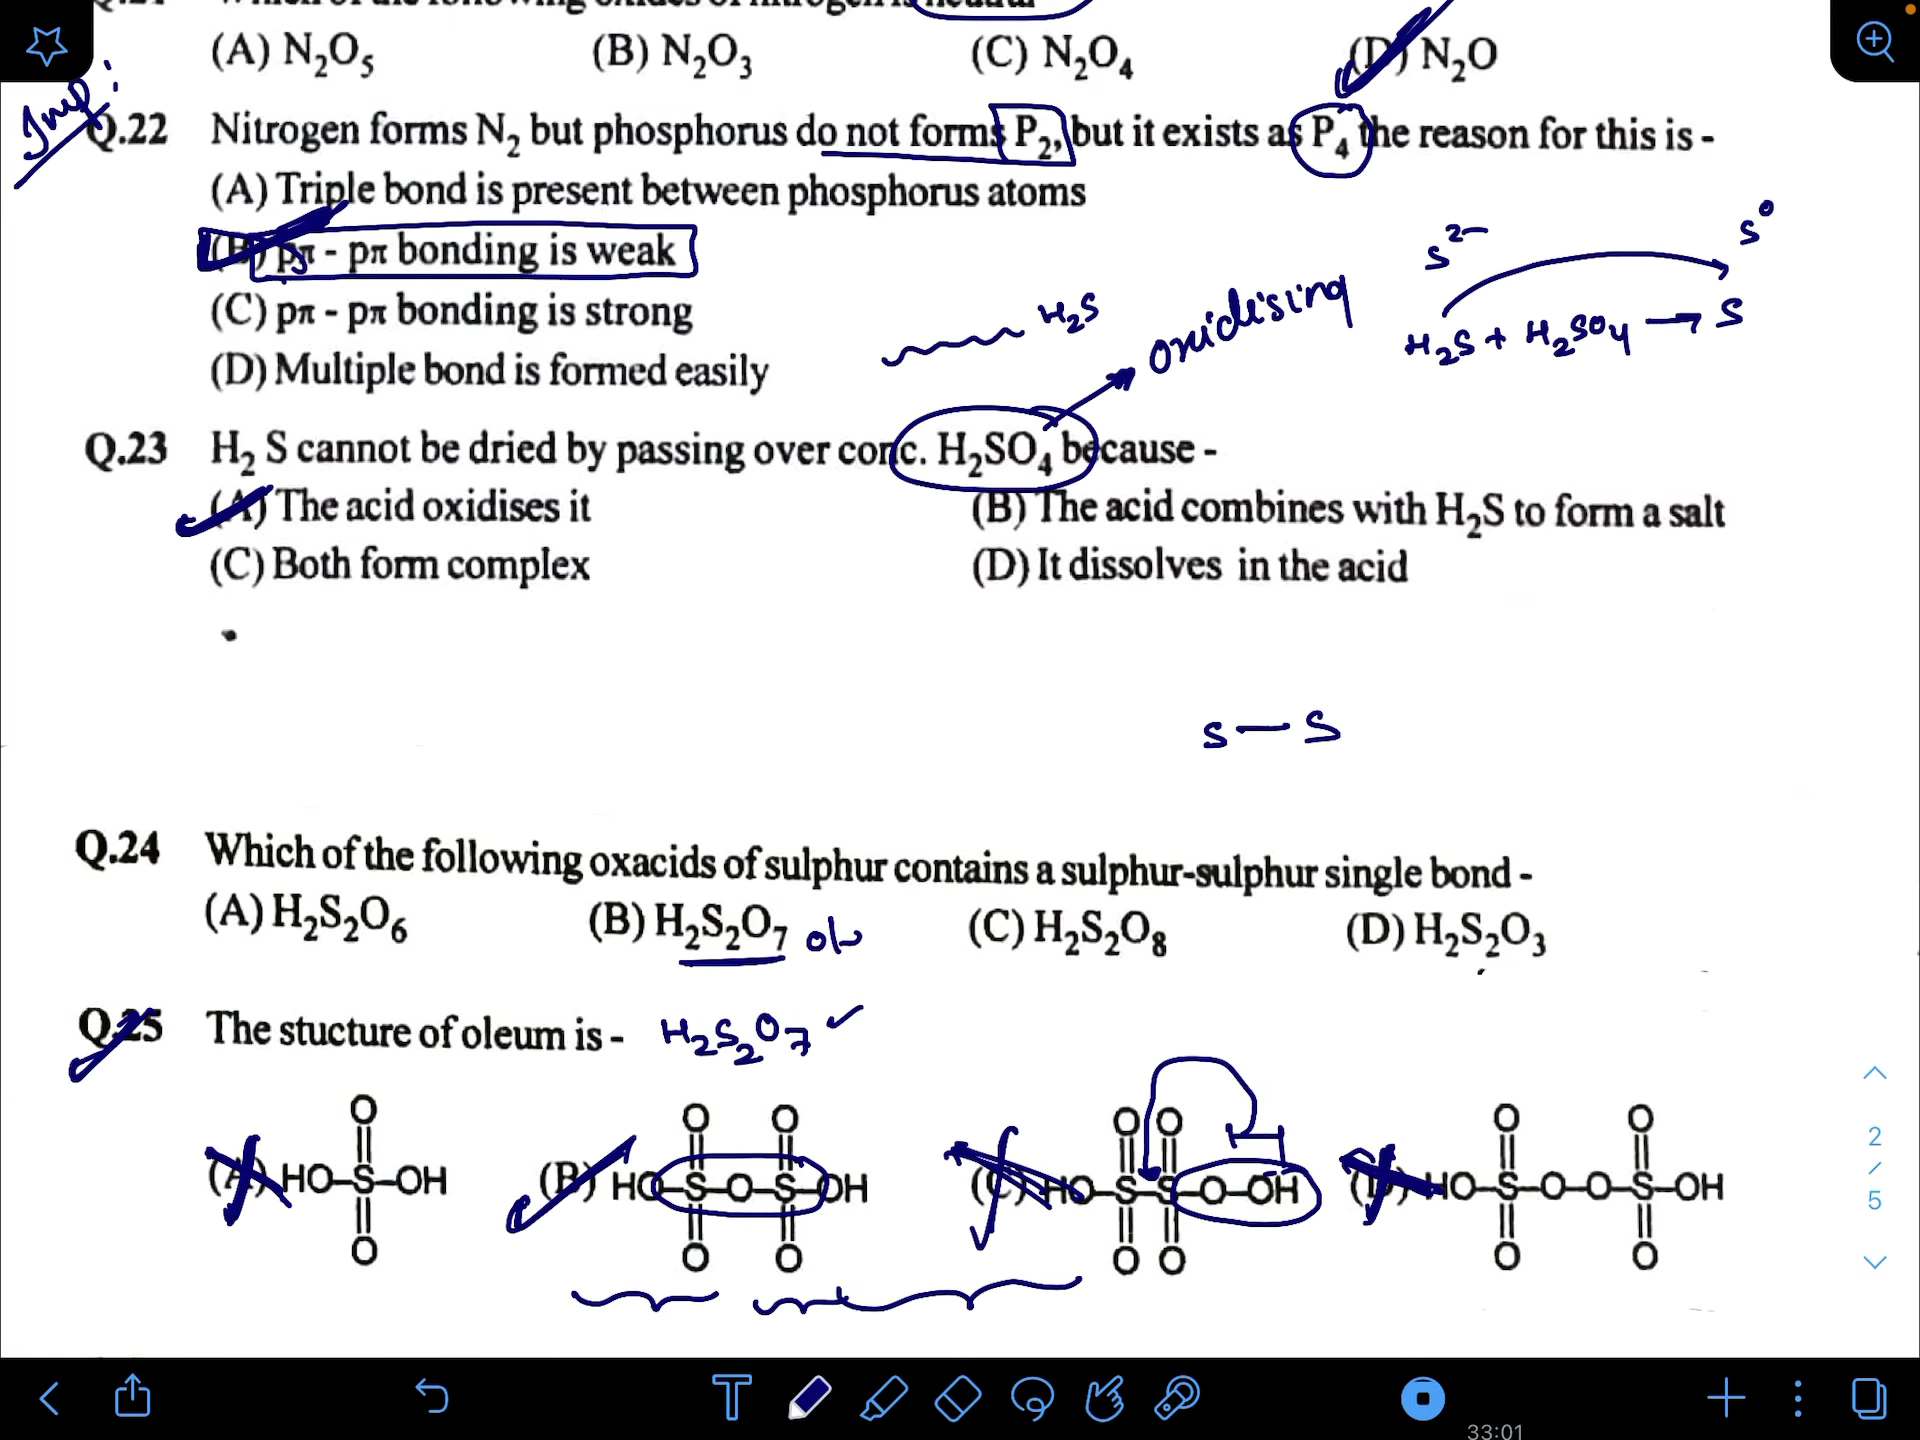 (A) N₂O₅ (B) N₂O₃ (C) N₂O₄ (D) N₂O
Imp:
Q.22 Nitrogen forms N₂ but phosphorus do not forms P₂, but it exists as P₄ the reason for this is -
(A) Triple bond is present between phosphorus atoms
(B) pπ - pπ bonding is weak
(C) pπ - pπ bonding is strong
(D) Multiple bond is formed easily
S²⁻ S⁰
H₂S + H₂SO₄ → S
H₂S
oxidising
Q.23 H₂ S cannot be dried by passing over conc. H₂SO₄ because -
(A) The acid oxidises it (B) The acid combines with H₂S to form a salt
(C) Both form complex (D) It dissolves in the acid
S — S
Q.24 Which of the following oxacids of sulphur contains a sulphur-sulphur single bond -
(A) H₂S₂O₆ (B) H₂S₂O₇ (C) H₂S₂O₈ (D) H₂S₂O₃
Q.25 The stucture of oleum is - H₂S₂O₇ ✓
O O O O O O O
(A) HO–S–OH (B) HO–S–O–S–OH (C) HO–S–S–O–OH (D) HO–S–O–O–S–OH
O O O O O O O
2
/
5
33:01